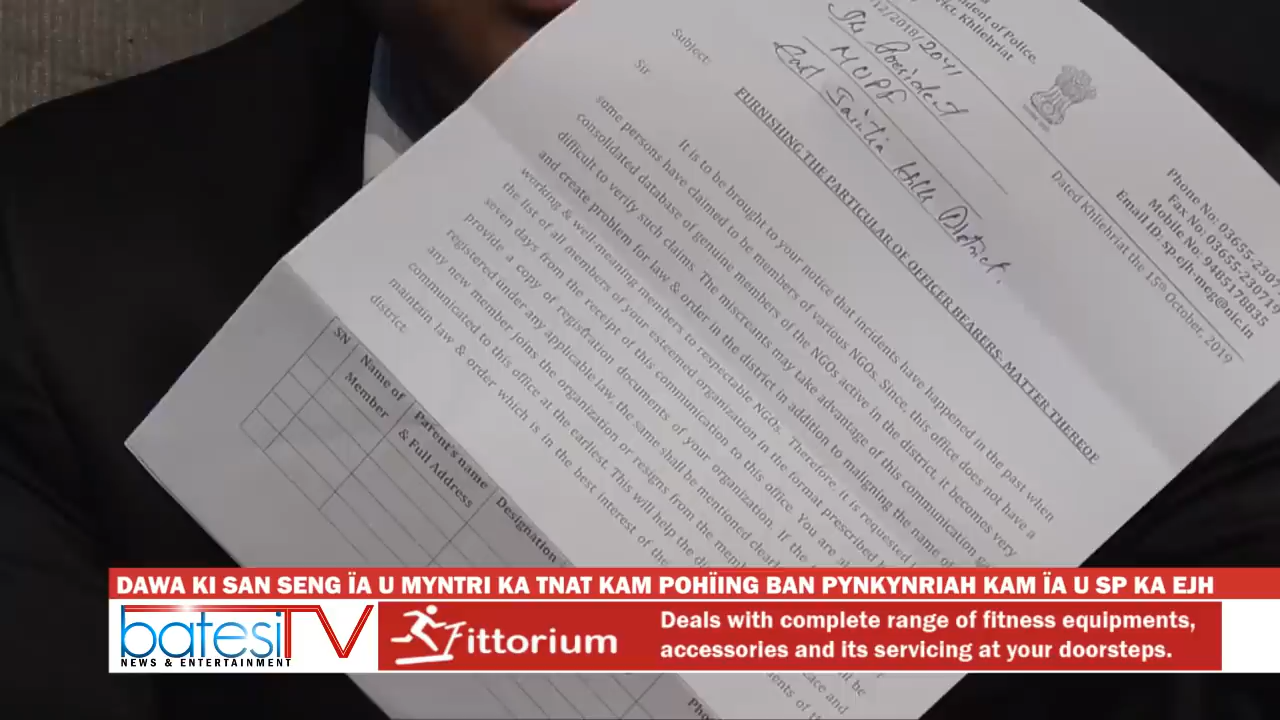 ndent of Police,
rict, Khliehriat
12/2018/2041
The President
MUPF
East Jaintia Hills District.
Phone No: 03655-2307
Fax No: 03655-230719
Mobile No: 9485178835
Email ID: sp-ejh-meg@nic.in
Dated Khliehriat the 15th October, 2019
Subject:
FURNISHING THE PARTICULAR OF OFFICER BEARERS: MATTER THEREOF
Sir
It is to be brought to your notice that incidents have happened in the past when
some persons have claimed to be members of various NGOs. Since, this office does not have a
consolidated database of genuine members of the NGOs active in the district, it becomes very
difficult to verify such claims. The miscreants may take advantage of this communication ga
and create problem for law & order in the district in addition to maligning the name of
working & well-meaning members to respectable NGOs. Therefore, it is requested
the list of all members of your esteemed organization in the format prescribed
seven days from the receipt of this communication to this office. You are al
provide a copy of registration documents of your organization. If the
registered under any applicable law, the same shall be mentioned clearl
any new member joins the organization or resigns from the memb
communicated to this office at the earliest. This will help the di
maintain law & order which is in the best interest of the
district.
SN
Name of
Member
Parent's name
& Full Address
Designation
Pho
DAWA KI SAN SENG ÏA U MYNTRI KA TNAT KAM POHÏING BAN PYNKYNRIAH KAM ÏA U SP KA EJH
batesi TV
NEWS & ENTERTAINMENT
Fittorium
Deals with complete range of fitness equipments,
accessories and its servicing at your doorsteps.